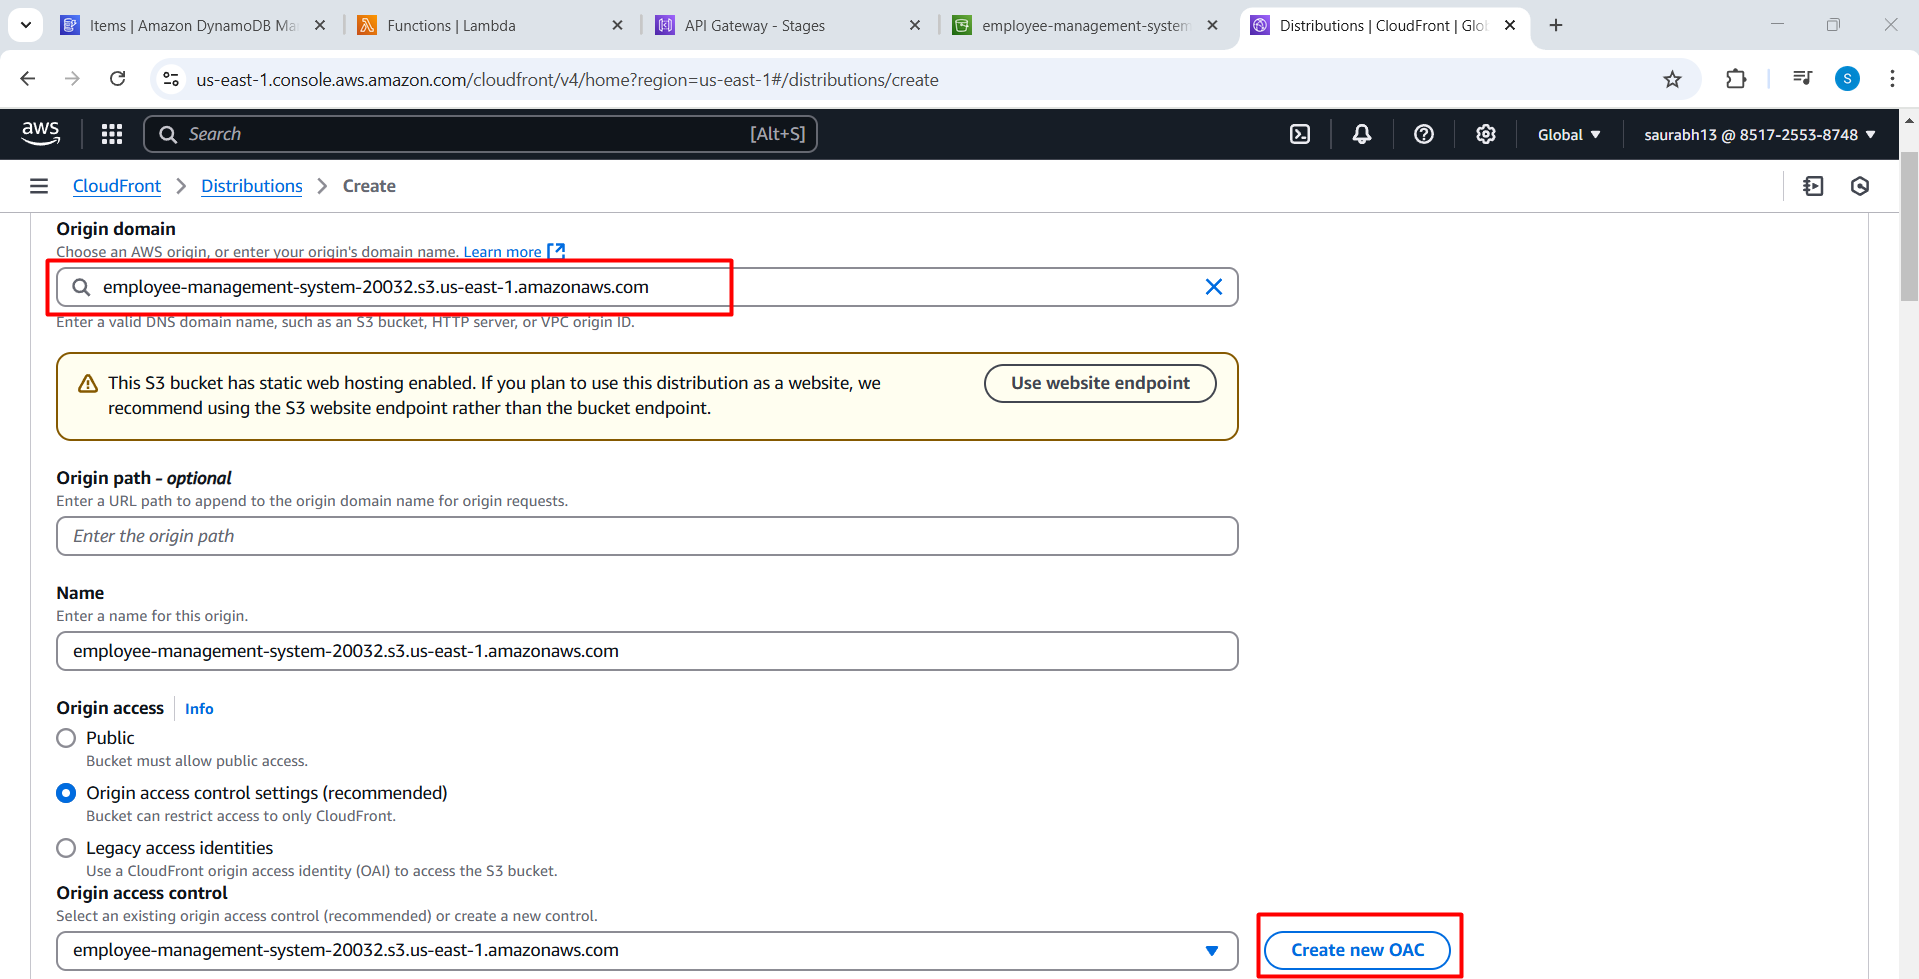 Items | Amazon DynamoDB Ma
Functions | Lambda
API Gateway - Stages
employee-management-system
Distributions | CloudFront | Glo
us-east-1.console.aws.amazon.com/cloudfront/v4/home?region=us-east-1#/distributions/create
S
aws
Search
[Alt+S]
Global
saurabh13 @ 8517-2553-8748
CloudFront
Distributions
Create
Origin domain
Choose an AWS origin, or enter your origin's domain name. Learn more
employee-management-system-20032.s3.us-east-1.amazonaws.com
Enter a valid DNS domain name, such as an S3 bucket, HTTP server, or VPC origin ID.
This S3 bucket has static web hosting enabled. If you plan to use this distribution as a website, we
recommend using the S3 website endpoint rather than the bucket endpoint.
Use website endpoint
Origin path - optional
Enter a URL path to append to the origin domain name for origin requests.
Enter the origin path
Name
Enter a name for this origin.
employee-management-system-20032.s3.us-east-1.amazonaws.com
Origin access
Info
Public
Bucket must allow public access.
Origin access control settings (recommended)
Bucket can restrict access to only CloudFront.
Legacy access identities
Use a CloudFront origin access identity (OAI) to access the S3 bucket.
Origin access control
Select an existing origin access control (recommended) or create a new control.
employee-management-system-20032.s3.us-east-1.amazonaws.com
Create new OAC